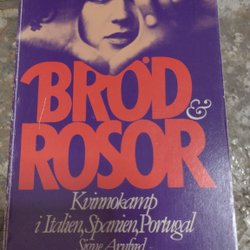 BRÖD
&
ROSOR
Kvinnokamp
i Italien, Spanien, Portugal
Signe Arnfred